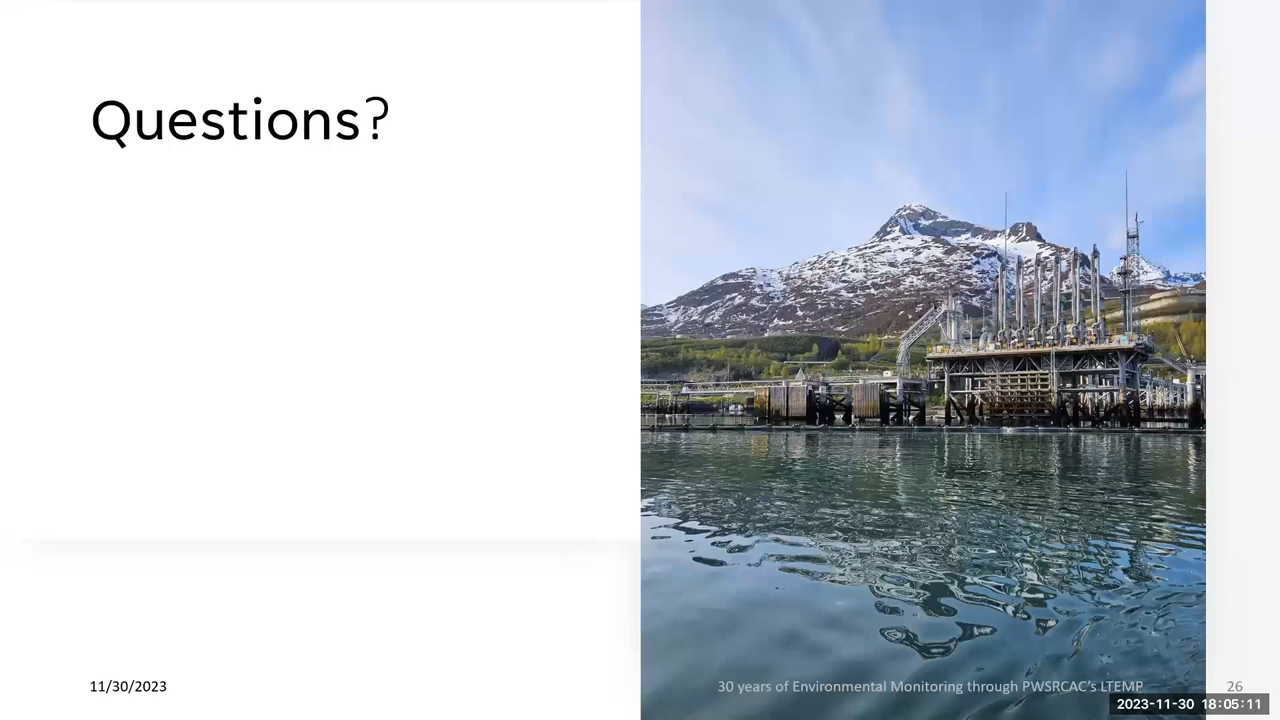 Questions?
11/30/2023
30 years of Environmental Monitoring through PWSRCAC's LTEMP
26
2023-11-30 18:05:11